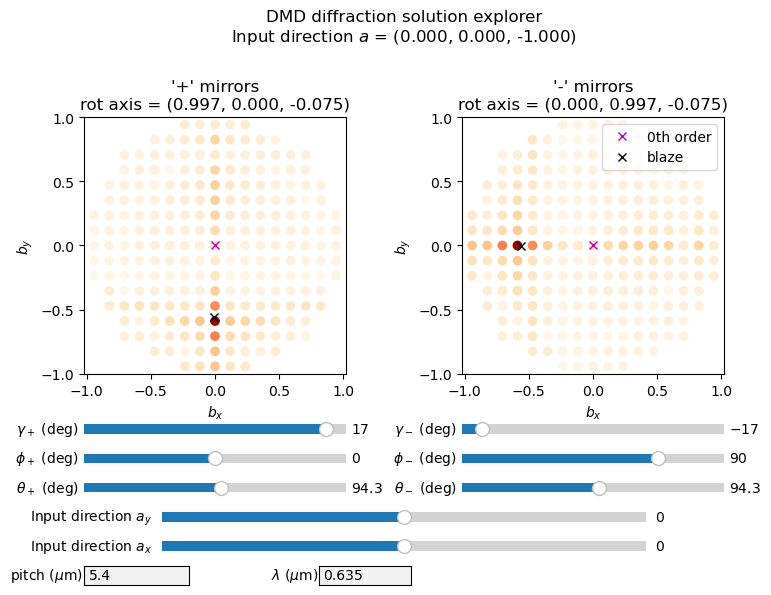 DMD diffraction solution explorer
Input direction a = (0.000, 0.000, -1.000)
'+' mirrors
rot axis = (0.997, 0.000, -0.075)
'-' mirrors
rot axis = (0.000, 0.997, -0.075)
1.0
0.5
0.0
−0.5
−1.0
b_y
−1.0 −0.5 0.0 0.5 1.0
b_x
0th order
blaze
1.0
0.5
0.0
−0.5
−1.0
b_y
−1.0 −0.5 0.0 0.5 1.0
b_x
γ₊ (deg) 17
γ₋ (deg) −17
ϕ₊ (deg) 0
ϕ₋ (deg) 90
θ₊ (deg) 94.3
θ₋ (deg) 94.3
Input direction a_y 0
Input direction a_x 0
pitch (μm) 5.4
λ (μm) 0.635